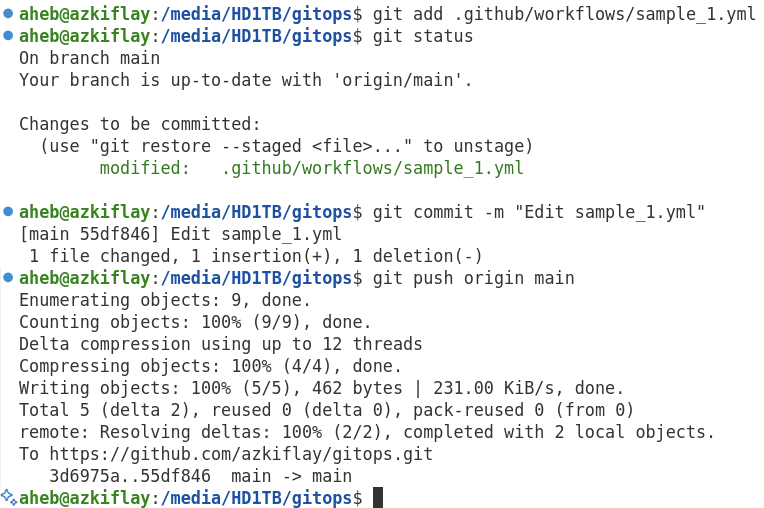 aheb@azkiflay:/media/HD1TB/gitops$ git add .github/workflows/sample_1.yml
aheb@azkiflay:/media/HD1TB/gitops$ git status
On branch main
Your branch is up-to-date with 'origin/main'.

Changes to be committed:
  (use "git restore --staged <file>..." to unstage)
        modified:   .github/workflows/sample_1.yml

aheb@azkiflay:/media/HD1TB/gitops$ git commit -m "Edit sample_1.yml"
[main 55df846] Edit sample_1.yml
 1 file changed, 1 insertion(+), 1 deletion(-)
aheb@azkiflay:/media/HD1TB/gitops$ git push origin main
Enumerating objects: 9, done.
Counting objects: 100% (9/9), done.
Delta compression using up to 12 threads
Compressing objects: 100% (4/4), done.
Writing objects: 100% (5/5), 462 bytes | 231.00 KiB/s, done.
Total 5 (delta 2), reused 0 (delta 0), pack-reused 0 (from 0)
remote: Resolving deltas: 100% (2/2), completed with 2 local objects.
To https://github.com/azkiflay/gitops.git
   3d6975a..55df846  main -> main
aheb@azkiflay:/media/HD1TB/gitops$